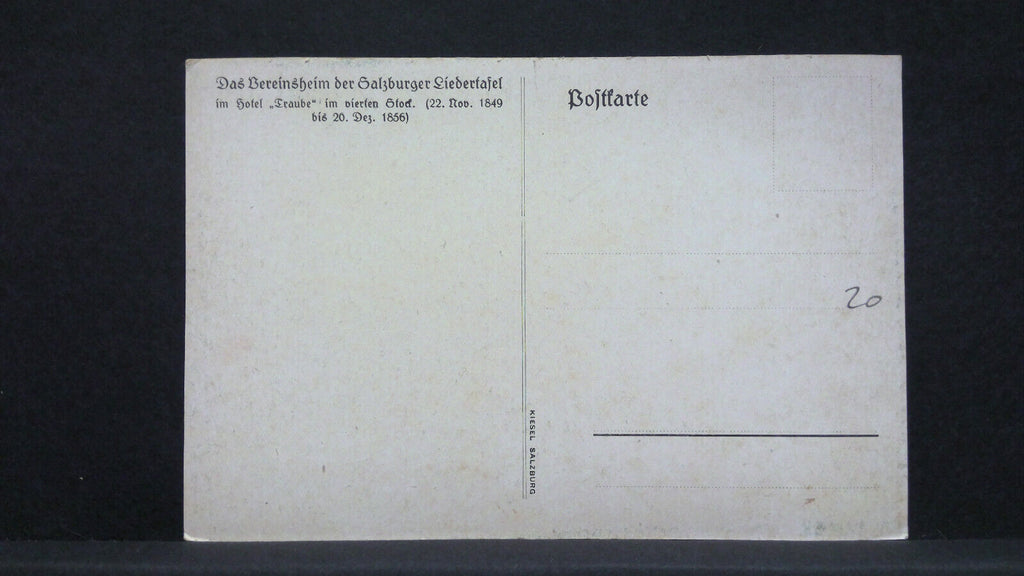 Das Vereinsheim der Salzburger Liedertafel
im Hotel „Traube“ im vierten Stock. (22. Nov. 1849
bis 20. Dez. 1856)
Postkarte
20
KIESEL SALZBURG